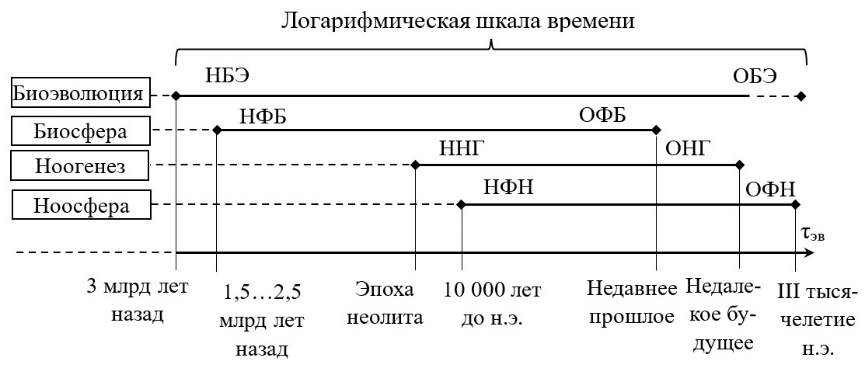 Логарифмическая шкала времени
НБЭ
ОБЭ
Биоэволюция
НФБ
ОФБ
Биосфера
ННГ
ОНГ
Ноогенез
НФН
ОФН
Ноосфера
τэв
3 млрд лет
назад
1,5…2,5
млрд лет
назад
Эпоха
неолита
10 000 лет
до н.э.
Недавнее
прошлое
Недале-
кое бу-
дущее
III тыся-
челетие
н.э.